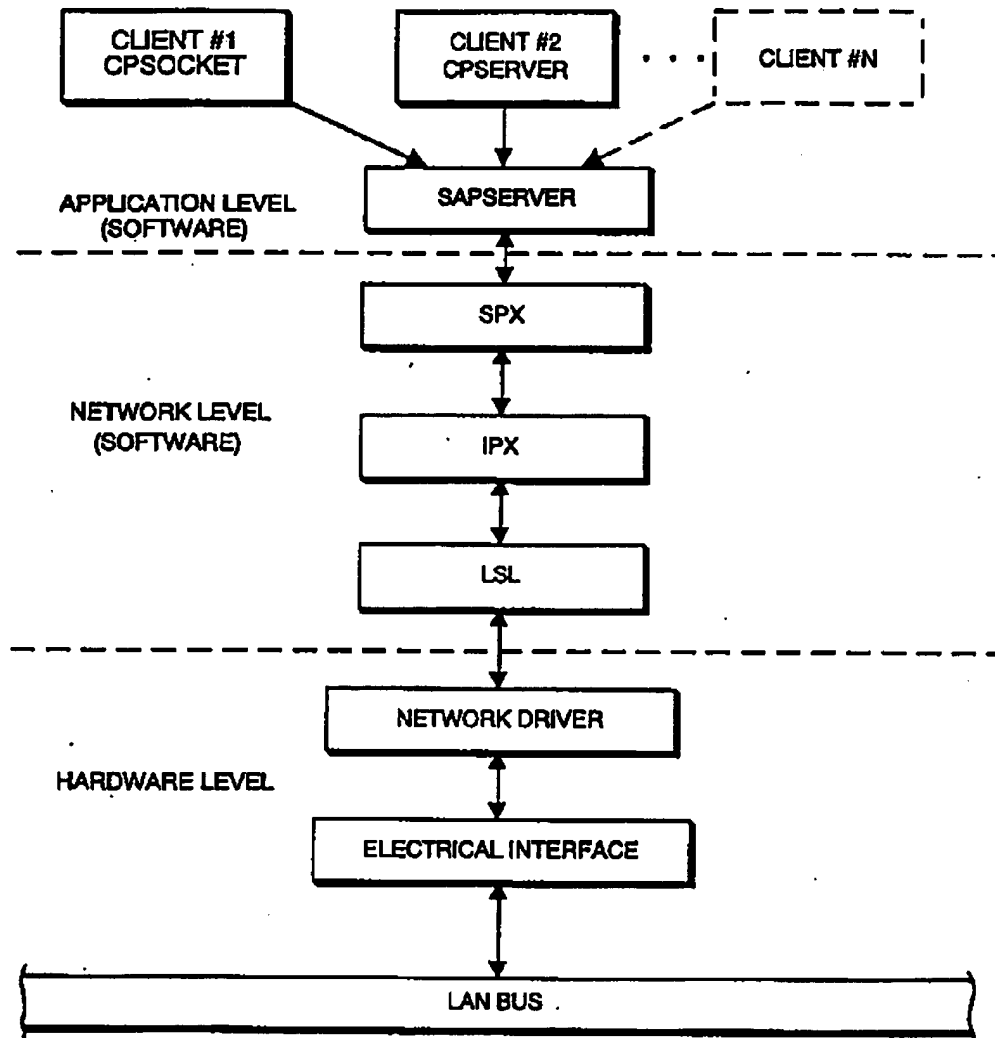 CLIENT #1
CPSOCKET
CLIENT #2
CPSERVER
CLIENT #N
SAPSERVER
APPLICATION LEVEL
(SOFTWARE)
SPX
NETWORK LEVEL
(SOFTWARE)
IPX
LSL
NETWORK DRIVER
HARDWARE LEVEL
ELECTRICAL INTERFACE
LAN BUS